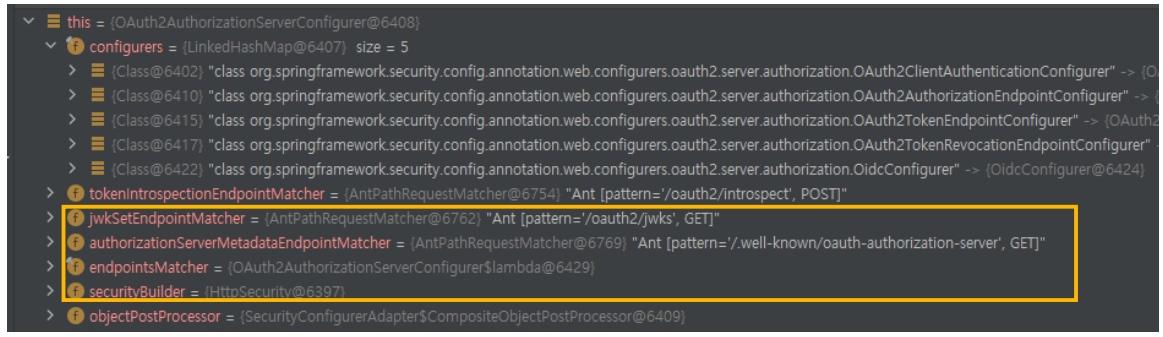 this = {OAuth2AuthorizationServerConfigurer@6408}
configurers = {LinkedHashMap@6407} size = 5
{Class@6402} "class org.springframework.security.config.annotation.web.configurers.oauth2.server.authorization.OAuth2ClientAuthenticationConfigurer" -> {O
{Class@6410} "class org.springframework.security.config.annotation.web.configurers.oauth2.server.authorization.OAuth2AuthorizationEndpointConfigurer" -> {
{Class@6415} "class org.springframework.security.config.annotation.web.configurers.oauth2.server.authorization.OAuth2TokenEndpointConfigurer" -> {OAuth2
{Class@6417} "class org.springframework.security.config.annotation.web.configurers.oauth2.server.authorization.OAuth2TokenRevocationEndpointConfigurer" -
{Class@6422} "class org.springframework.security.config.annotation.web.configurers.oauth2.server.authorization.OidcConfigurer" -> {OidcConfigurer@6424}
tokenIntrospectionEndpointMatcher = {AntPathRequestMatcher@6754} "Ant [pattern='/oauth2/introspect', POST]"
jwkSetEndpointMatcher = {AntPathRequestMatcher@6762} "Ant [pattern='/oauth2/jwks', GET]"
authorizationServerMetadataEndpointMatcher = {AntPathRequestMatcher@6769} "Ant [pattern='/.well-known/oauth-authorization-server', GET]"
endpointsMatcher = {OAuth2AuthorizationServerConfigurer$lambda@6429}
securityBuilder = {HttpSecurity@6397}
objectPostProcessor = {SecurityConfigurerAdapter$CompositeObjectPostProcessor@6409}